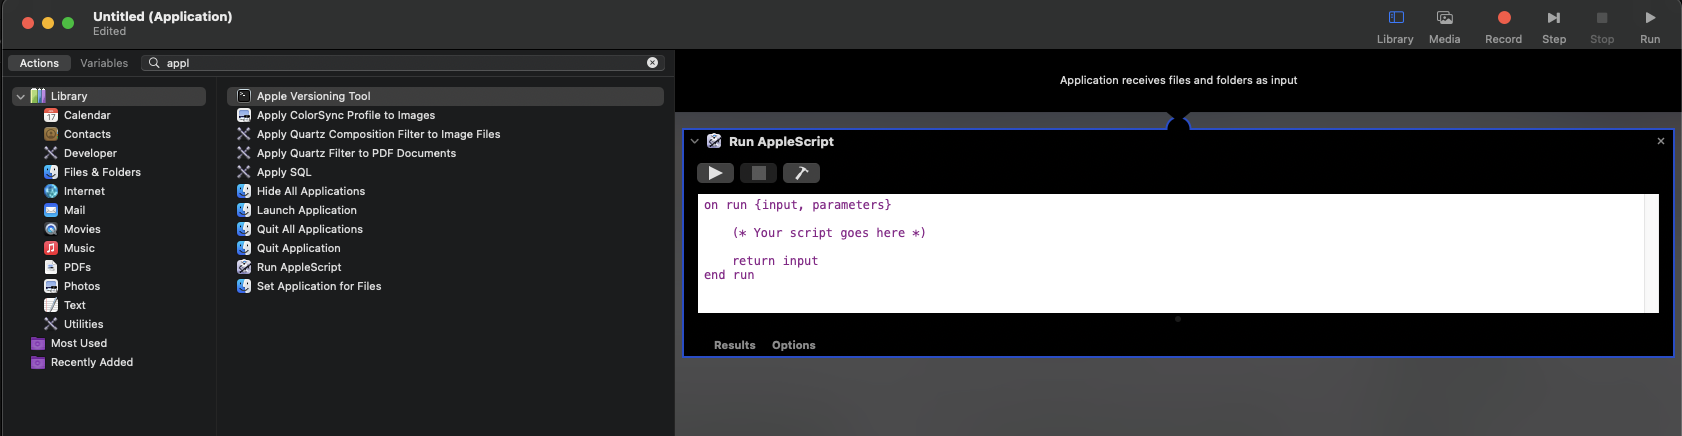 Untitled (Application)
Edited
Library
Media
Record
Step
Stop
Run
Actions
Variables
appl
Library
Calendar
Contacts
Developer
Files & Folders
Internet
Mail
Movies
Music
PDFs
Photos
Text
Utilities
Most Used
Recently Added
Apple Versioning Tool
Apply ColorSync Profile to Images
Apply Quartz Composition Filter to Image Files
Apply Quartz Filter to PDF Documents
Apply SQL
Hide All Applications
Launch Application
Quit All Applications
Quit Application
Run AppleScript
Set Application for Files
Application receives files and folders as input
Run AppleScript
on run {input, parameters}
(* Your script goes here *)
return input
end run
Results
Options